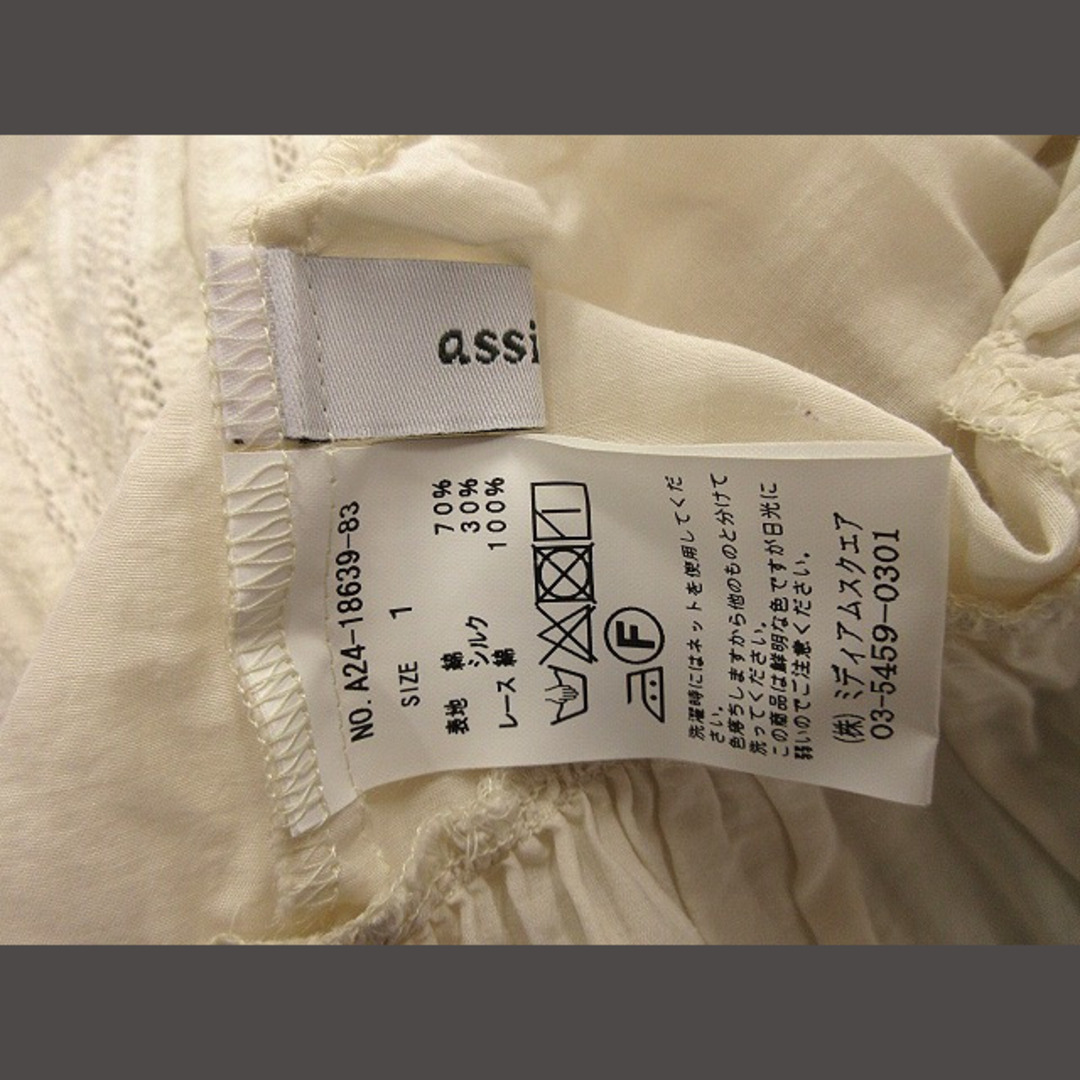 assi
NO. A24-18639-83
SIZE 1
表地 綿 70%
シルク 30%
レース 綿 100%
F
洗濯時にはネットを使用してくだ
さい。
色落ちしますから他のものと分けて
洗ってください。
この商品は鮮明な色ですが日光に
弱いのでご注意ください。
(株)ミディアムスクエア
03-5459-0301